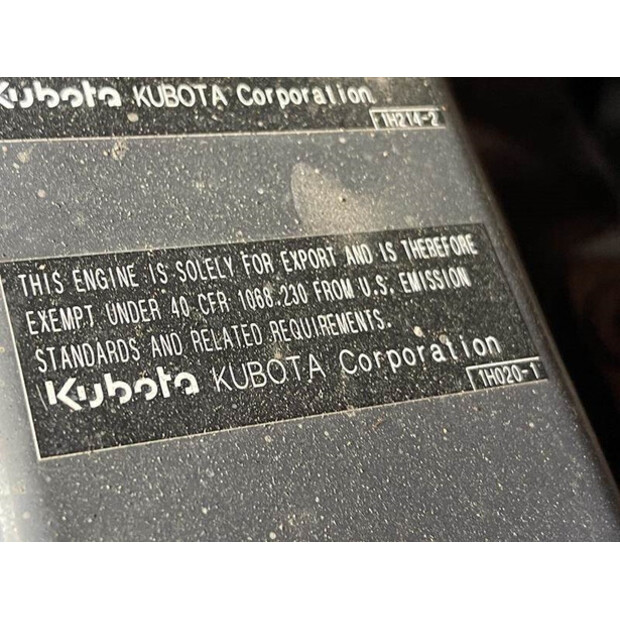 Kubota KUBOTA Corporation
1H214-2
THIS ENGINE IS SOLELY FOR EXPORT AND IS THEREFORE
EXEMPT UNDER 40 CFR 1068.230 FROM U.S. EMISSION
STANDARDS AND RELATED REQUIREMENTS.
Kubota KUBOTA Corporation
1H020-1